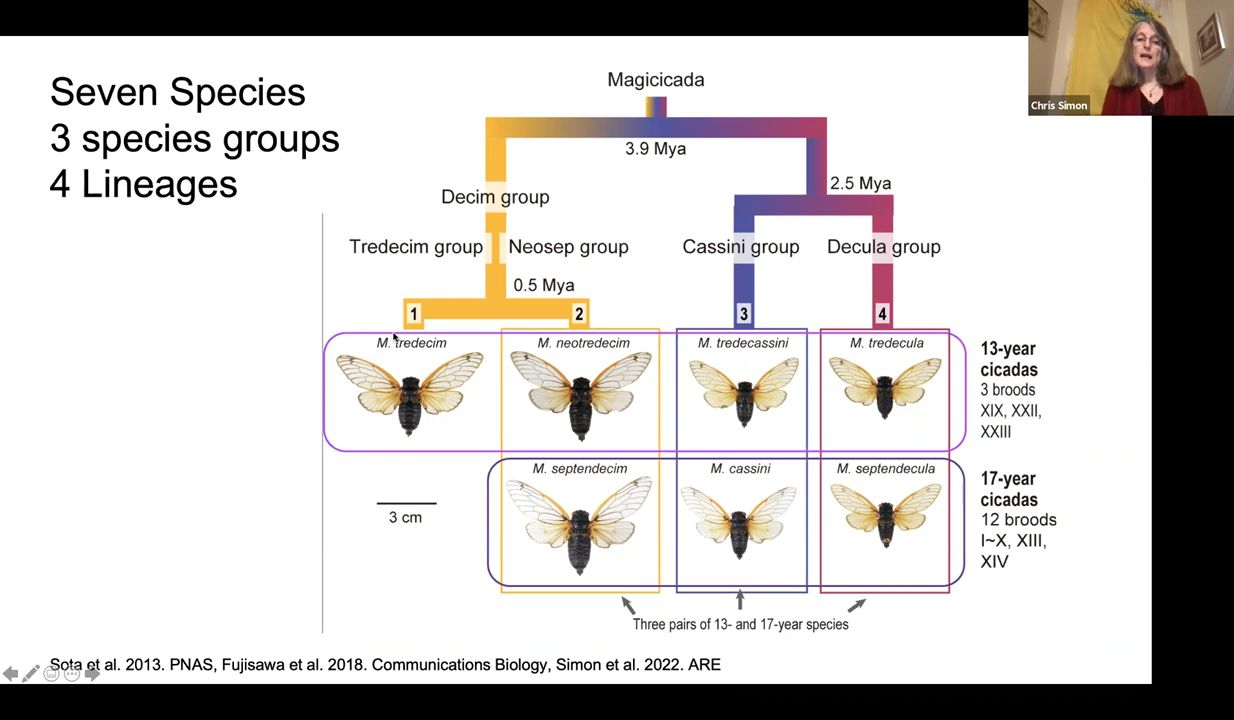 Seven Species
3 species groups
4 Lineages
Chris Simon
Magicicada
3.9 Mya
2.5 Mya
Decim group
Tredecim group
Neosep group
Cassini group
Decula group
0.5 Mya
1
2
3
4
M. tredecim
M. neotredecim
M. tredecassini
M. tredecula
13-year
cicadas
3 broods
XIX, XXII,
XXIII
M. septendecim
M. cassini
M. septendecula
17-year
cicadas
12 broods
I~X, XIII,
XIV
3 cm
Three pairs of 13- and 17-year species
Sota et al. 2013. PNAS, Fujisawa et al. 2018. Communications Biology, Simon et al. 2022. ARE